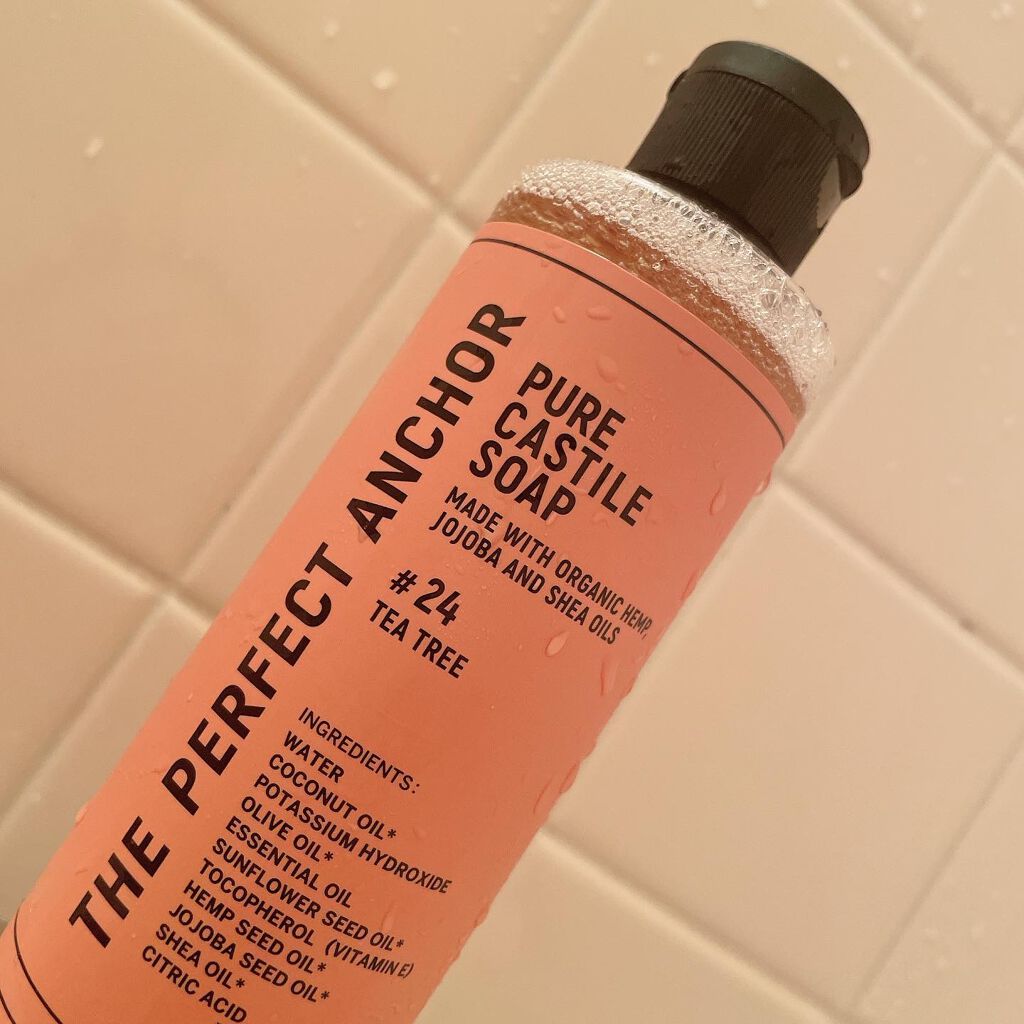 THE PERFECT ANCHOR
PURE
CASTILE
SOAP
MADE WITH ORGANIC HEMP,
JOJOBA AND SHEA OILS
#24
TEA TREE
INGREDIENTS:
WATER
COCONUT OIL*
POTASSIUM HYDROXIDE
OLIVE OIL*
ESSENTIAL OIL
SUNFLOWER SEED OIL*
TOCOPHEROL (VITAMIN E)
HEMP SEED OIL*
JOJOBA SEED OIL*
SHEA OIL*
CITRIC ACID